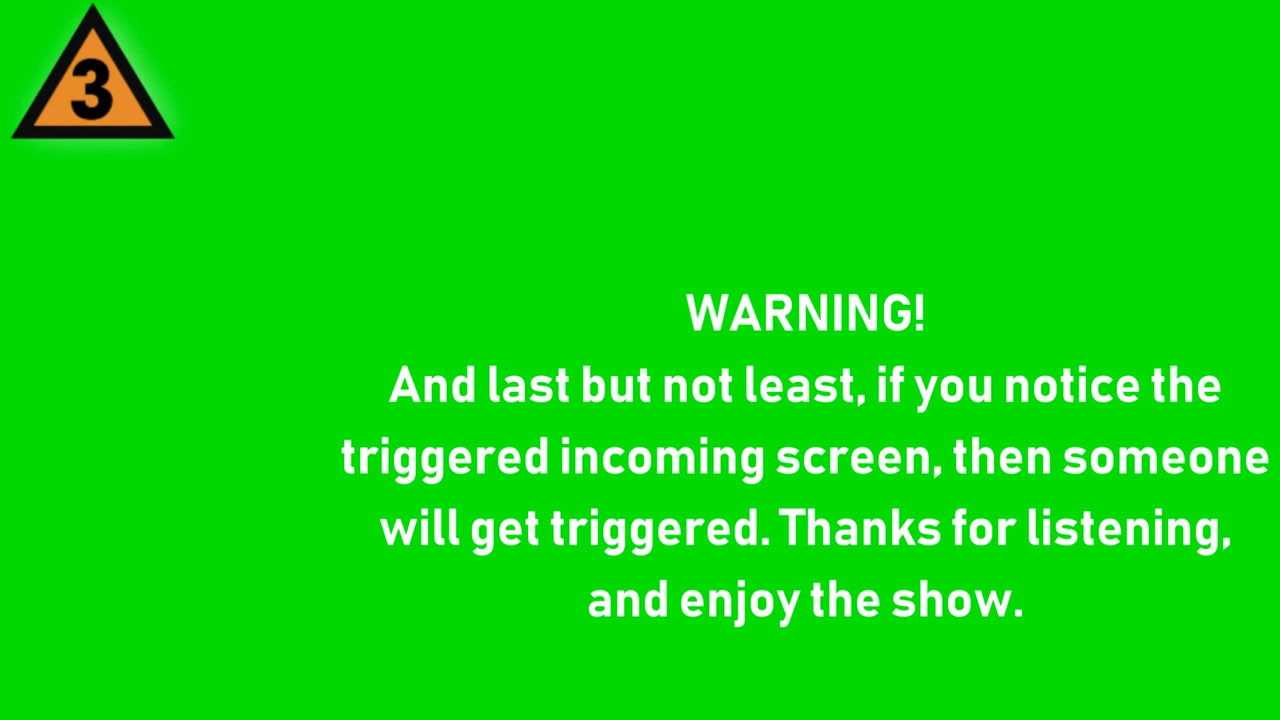 3
WARNING!
And last but not least, if you notice the
triggered incoming screen, then someone
will get triggered. Thanks for listening,
and enjoy the show.